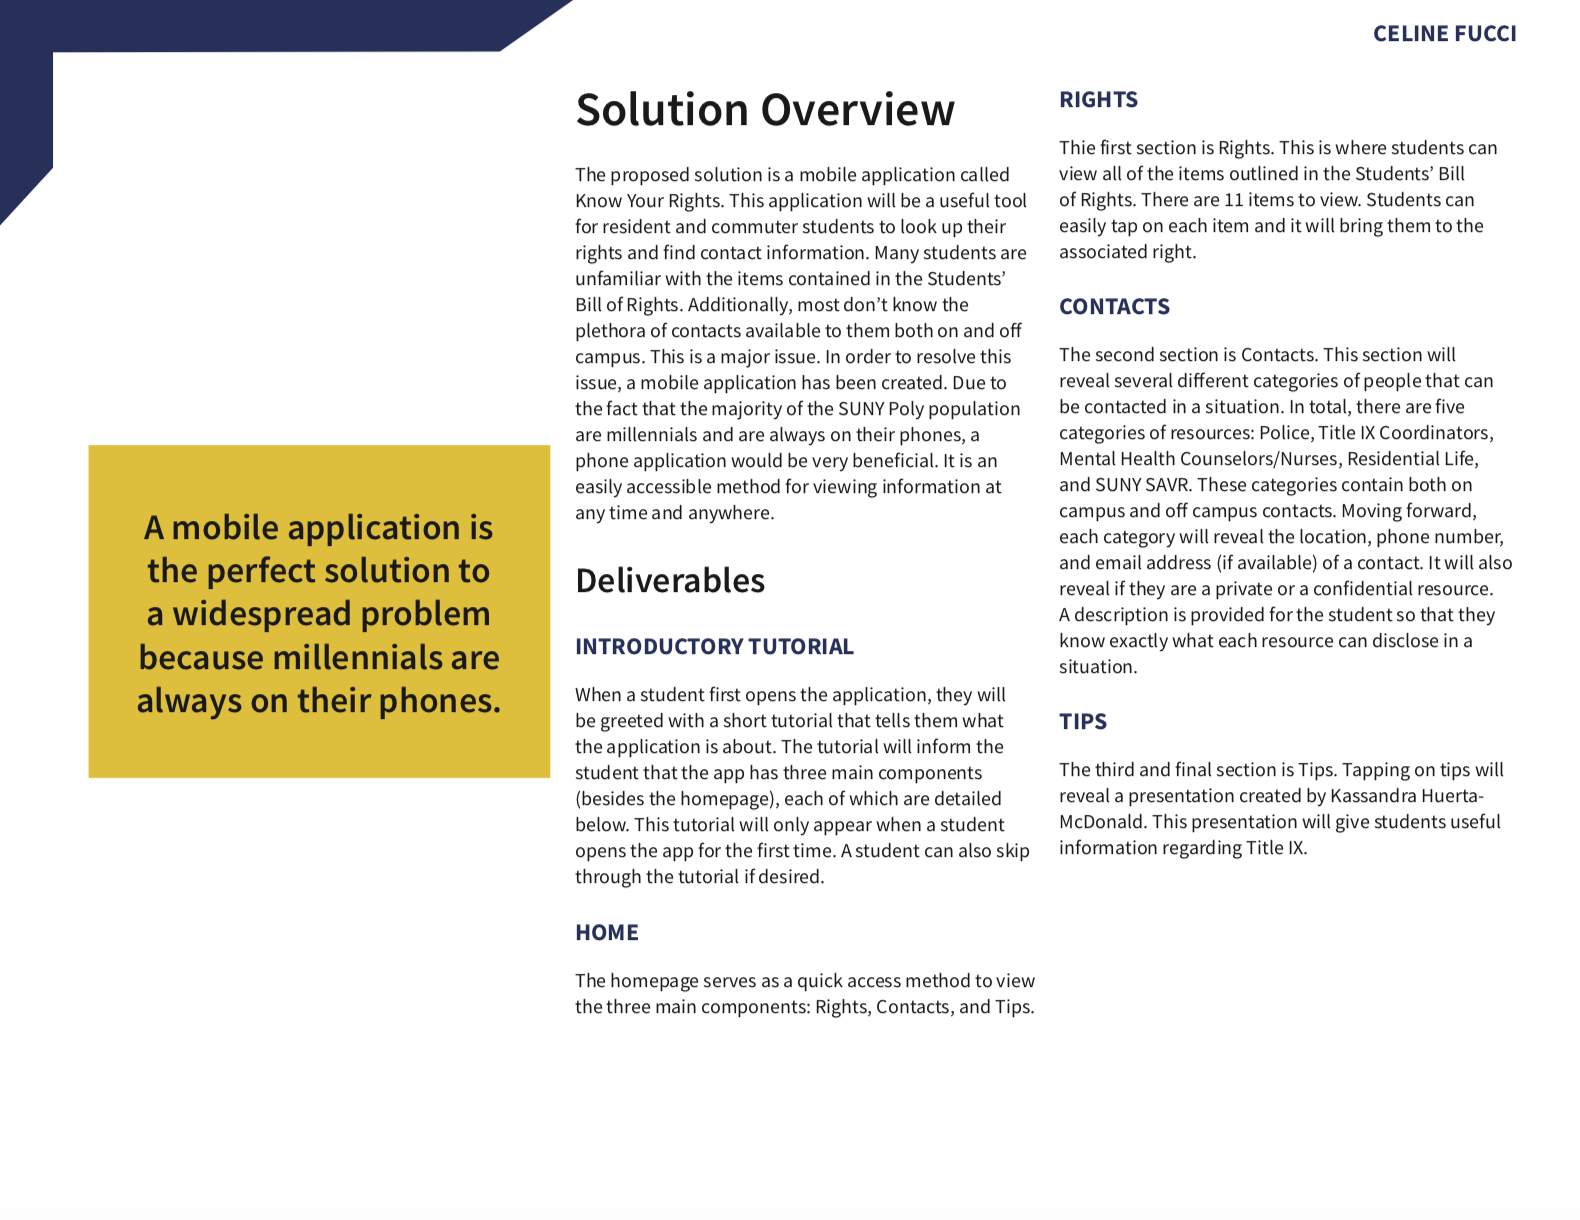 CELINE FUCCI
A mobile application is
the perfect solution to
a widespread problem
because millennials are
always on their phones.
Solution Overview
The proposed solution is a mobile application called
Know Your Rights. This application will be a useful tool
for resident and commuter students to look up their
rights and find contact information. Many students are
unfamiliar with the items contained in the Students’
Bill of Rights. Additionally, most don’t know the
plethora of contacts available to them both on and off
campus. This is a major issue. In order to resolve this
issue, a mobile application has been created. Due to
the fact that the majority of the SUNY Poly population
are millennials and are always on their phones, a
phone application would be very beneficial. It is an
easily accessible method for viewing information at
any time and anywhere.
Deliverables
INTRODUCTORY TUTORIAL
When a student first opens the application, they will
be greeted with a short tutorial that tells them what
the application is about. The tutorial will inform the
student that the app has three main components
(besides the homepage), each of which are detailed
below. This tutorial will only appear when a student
opens the app for the first time. A student can also skip
through the tutorial if desired.
HOME
The homepage serves as a quick access method to view
the three main components: Rights, Contacts, and Tips.
RIGHTS
Thie first section is Rights. This is where students can
view all of the items outlined in the Students’ Bill
of Rights. There are 11 items to view. Students can
easily tap on each item and it will bring them to the
associated right.
CONTACTS
The second section is Contacts. This section will
reveal several different categories of people that can
be contacted in a situation. In total, there are five
categories of resources: Police, Title IX Coordinators,
Mental Health Counselors/Nurses, Residential Life,
and SUNY SAVR. These categories contain both on
campus and off campus contacts. Moving forward,
each category will reveal the location, phone number,
and email address (if available) of a contact. It will also
reveal if they are a private or a confidential resource.
A description is provided for the student so that they
know exactly what each resource can disclose in a
situation.
TIPS
The third and final section is Tips. Tapping on tips will
reveal a presentation created by Kassandra Huerta-
McDonald. This presentation will give students useful
information regarding Title IX.